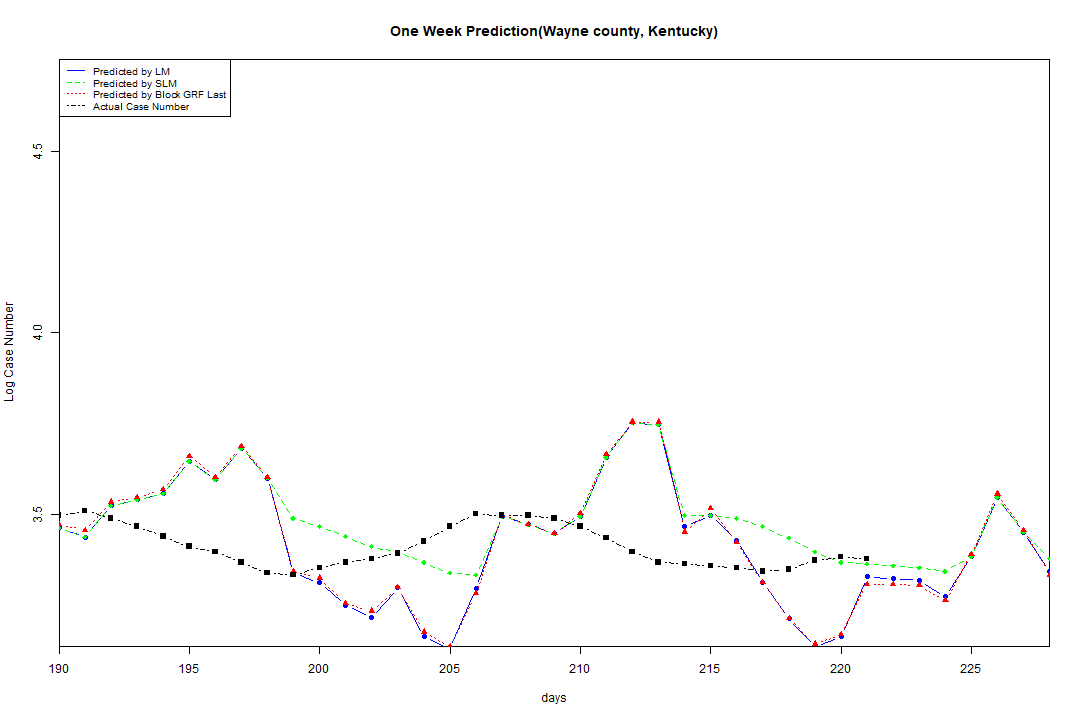 One Week Prediction(Wayne county, Kentucky)
Predicted by LM
Predicted by SLM
Predicted by Block GRF Last
Actual Case Number
4.5
4.0
3.5
Log Case Number
190 195 200 205 210 215 220 225
days